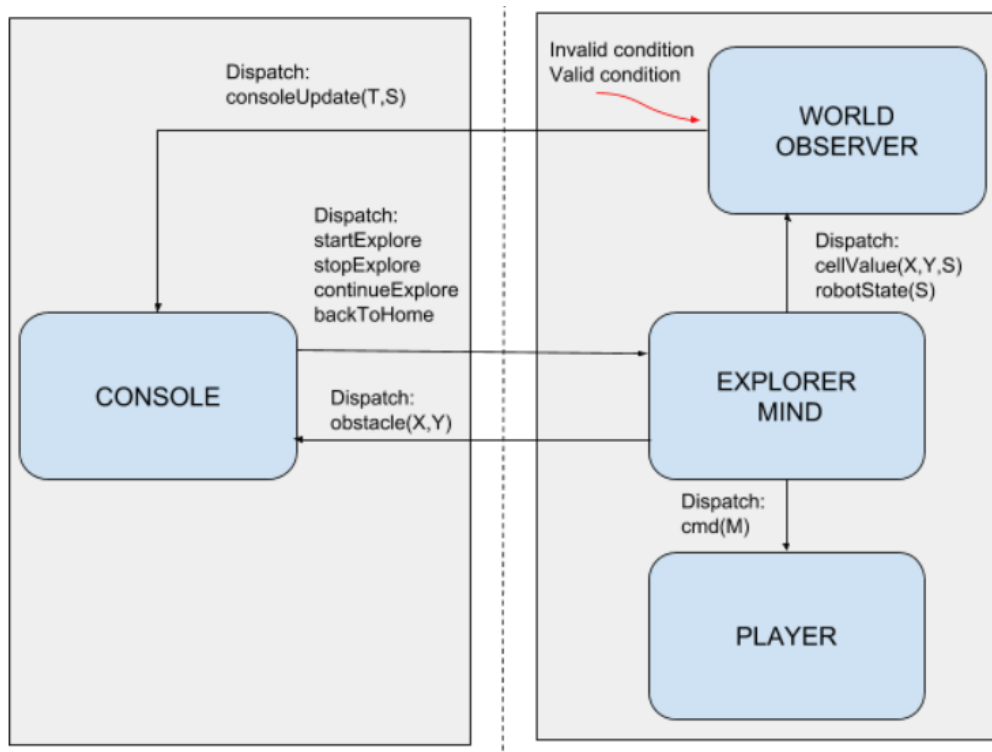 Invalid condition
Valid condition
Dispatch:
consoleUpdate(T,S)
WORLD
OBSERVER
Dispatch:
startExplore
stopExplore
continueExplore
backToHome
Dispatch:
cellValue(X,Y,S)
robotState(S)
CONSOLE
EXPLORER
MIND
Dispatch:
obstacle(X,Y)
Dispatch:
cmd(M)
PLAYER